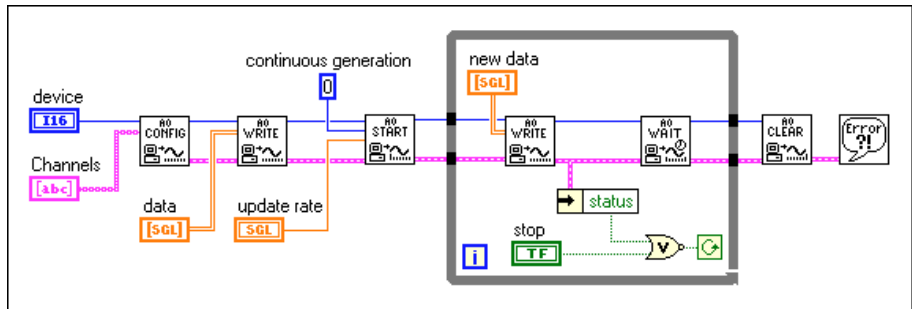 continuous generation
0
new data
[SGL]
device
I16
AO
CONFIG
AO
WRITE
AO
START
AO
WRITE
AO
WAIT
AO
CLEAR
Error
?!
Channels
[abc]
data
[SGL]
update rate
SGL
status
stop
TF
V
i